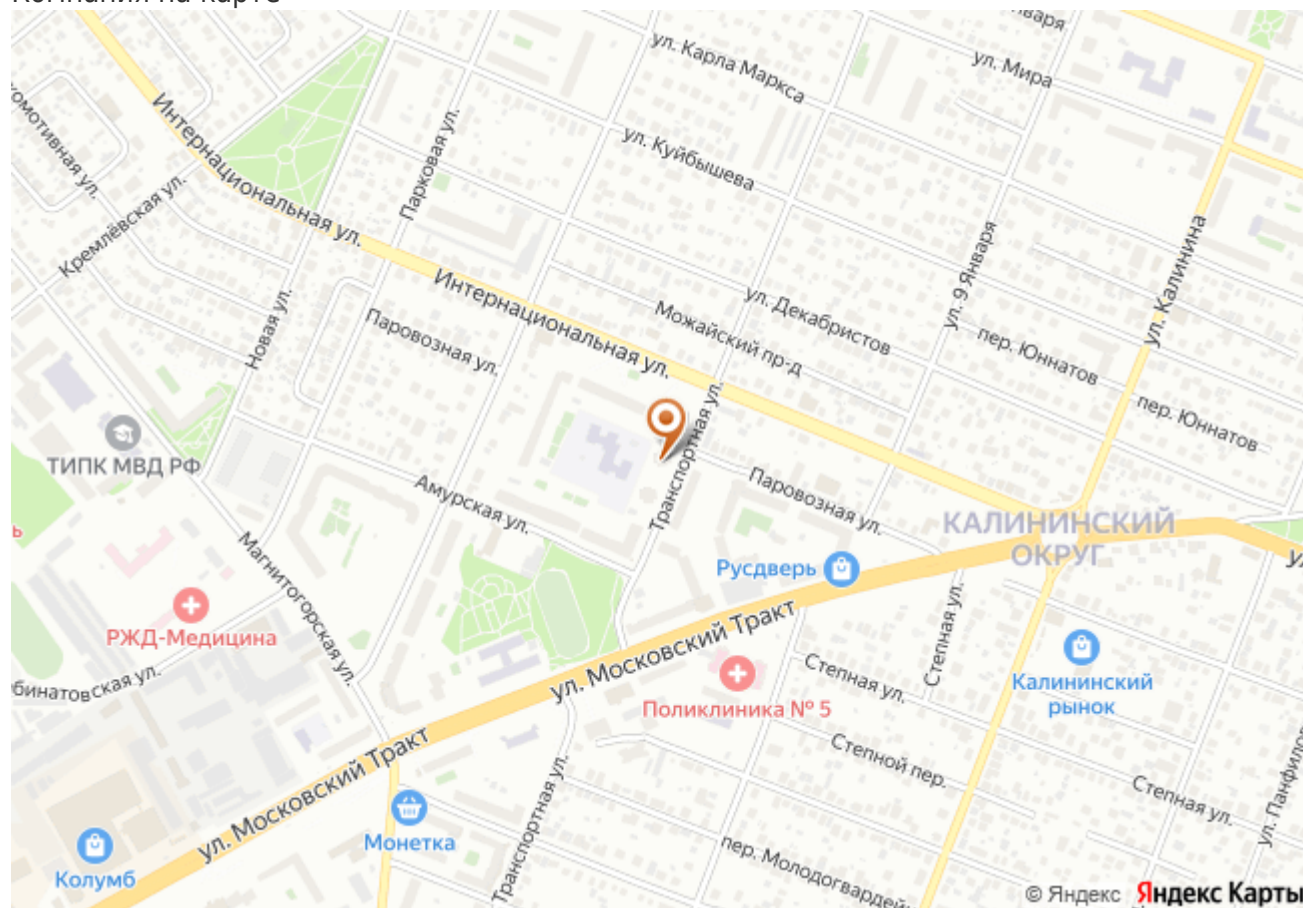 ул. Карла Маркса
ул. Мира
Января
Интернациональная ул.
Парковая ул.
ул. Куйбышева
Кремлёвская ул.
Новая ул.
Интернациональная ул.
Паровозная ул.
Можайский пр-д
ул. Декабристов
ул. 9 Января
ул. Калинина
пер. Юннатов
пер. Юннатов
ТИПК МВД РФ
Амурская ул.
Транспортная ул.
Паровозная ул.
КАЛИНИНСКИЙ
ОКРУГ
Русдверь
Магнитогорская ул.
РЖД-Медицина
ул. Московский Тракт
Поликлиника № 5
Степная ул.
Степная ул.
Калининский
рынок
Степной пер.
Степная ул.
ул. Московский Тракт
Транспортная ул.
Монетка
Колумб
© Яндекс Яндекс Карты